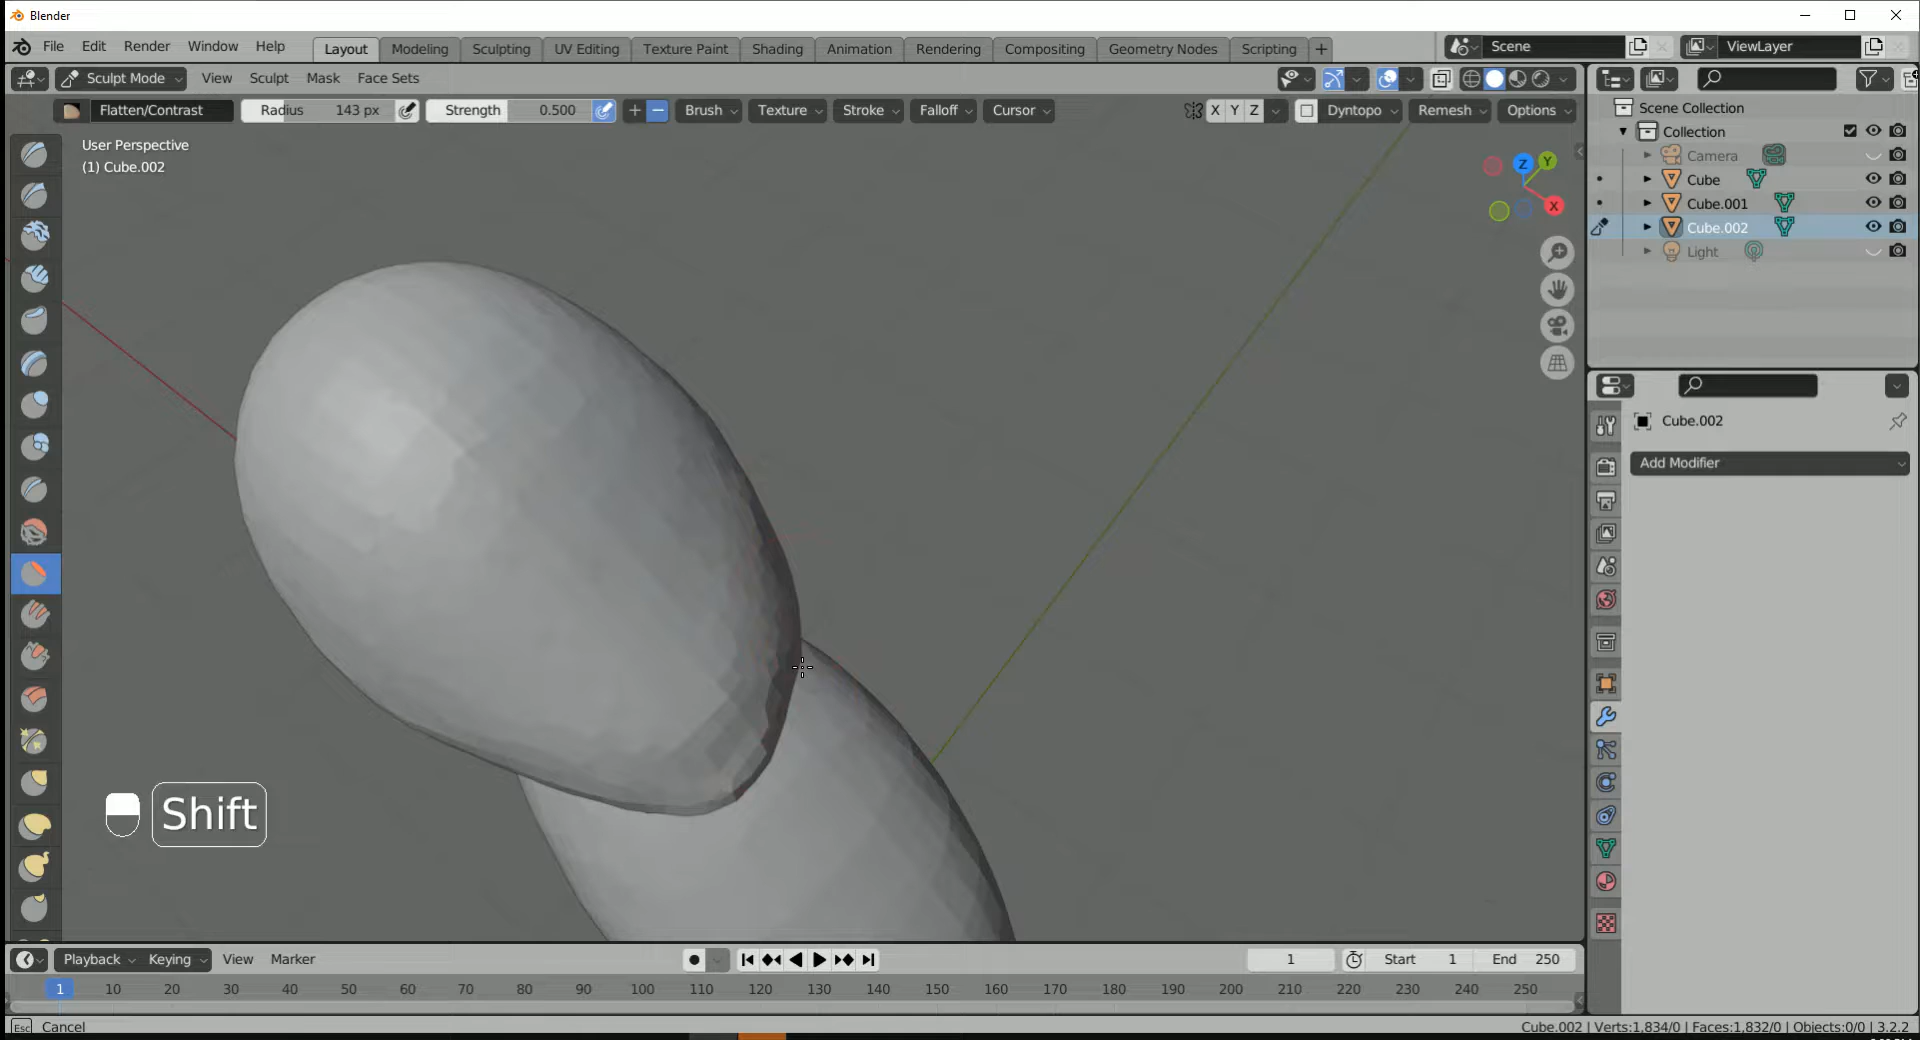 Blender
File Edit Render Window Help
Layout Modeling Sculpting UV Editing Texture Paint Shading Animation Rendering Compositing Geometry Nodes Scripting +
Scene
ViewLayer
Sculpt Mode View Sculpt Mask Face Sets
Flatten/Contrast Radius 143 px Strength 0.500 Brush Texture Stroke Falloff Cursor X Y Z Dyntopo Remesh Options
User Perspective
(1) Cube.002
Z Y X
Scene Collection
Collection
Camera
Cube
Cube.001
Cube.002
Light
Cube.002
Add Modifier
Shift
Playback Keying View Marker 1 Start 1 End 250
1 10 20 30 40 50 60 70 80 90 100 110 120 130 140 150 160 170 180 190 200 210 220 230 240 250
Esc Cancel
Cube.002 | Verts:1,834/0 | Faces:1,832/0 | Objects:0/0 | 3.2.2